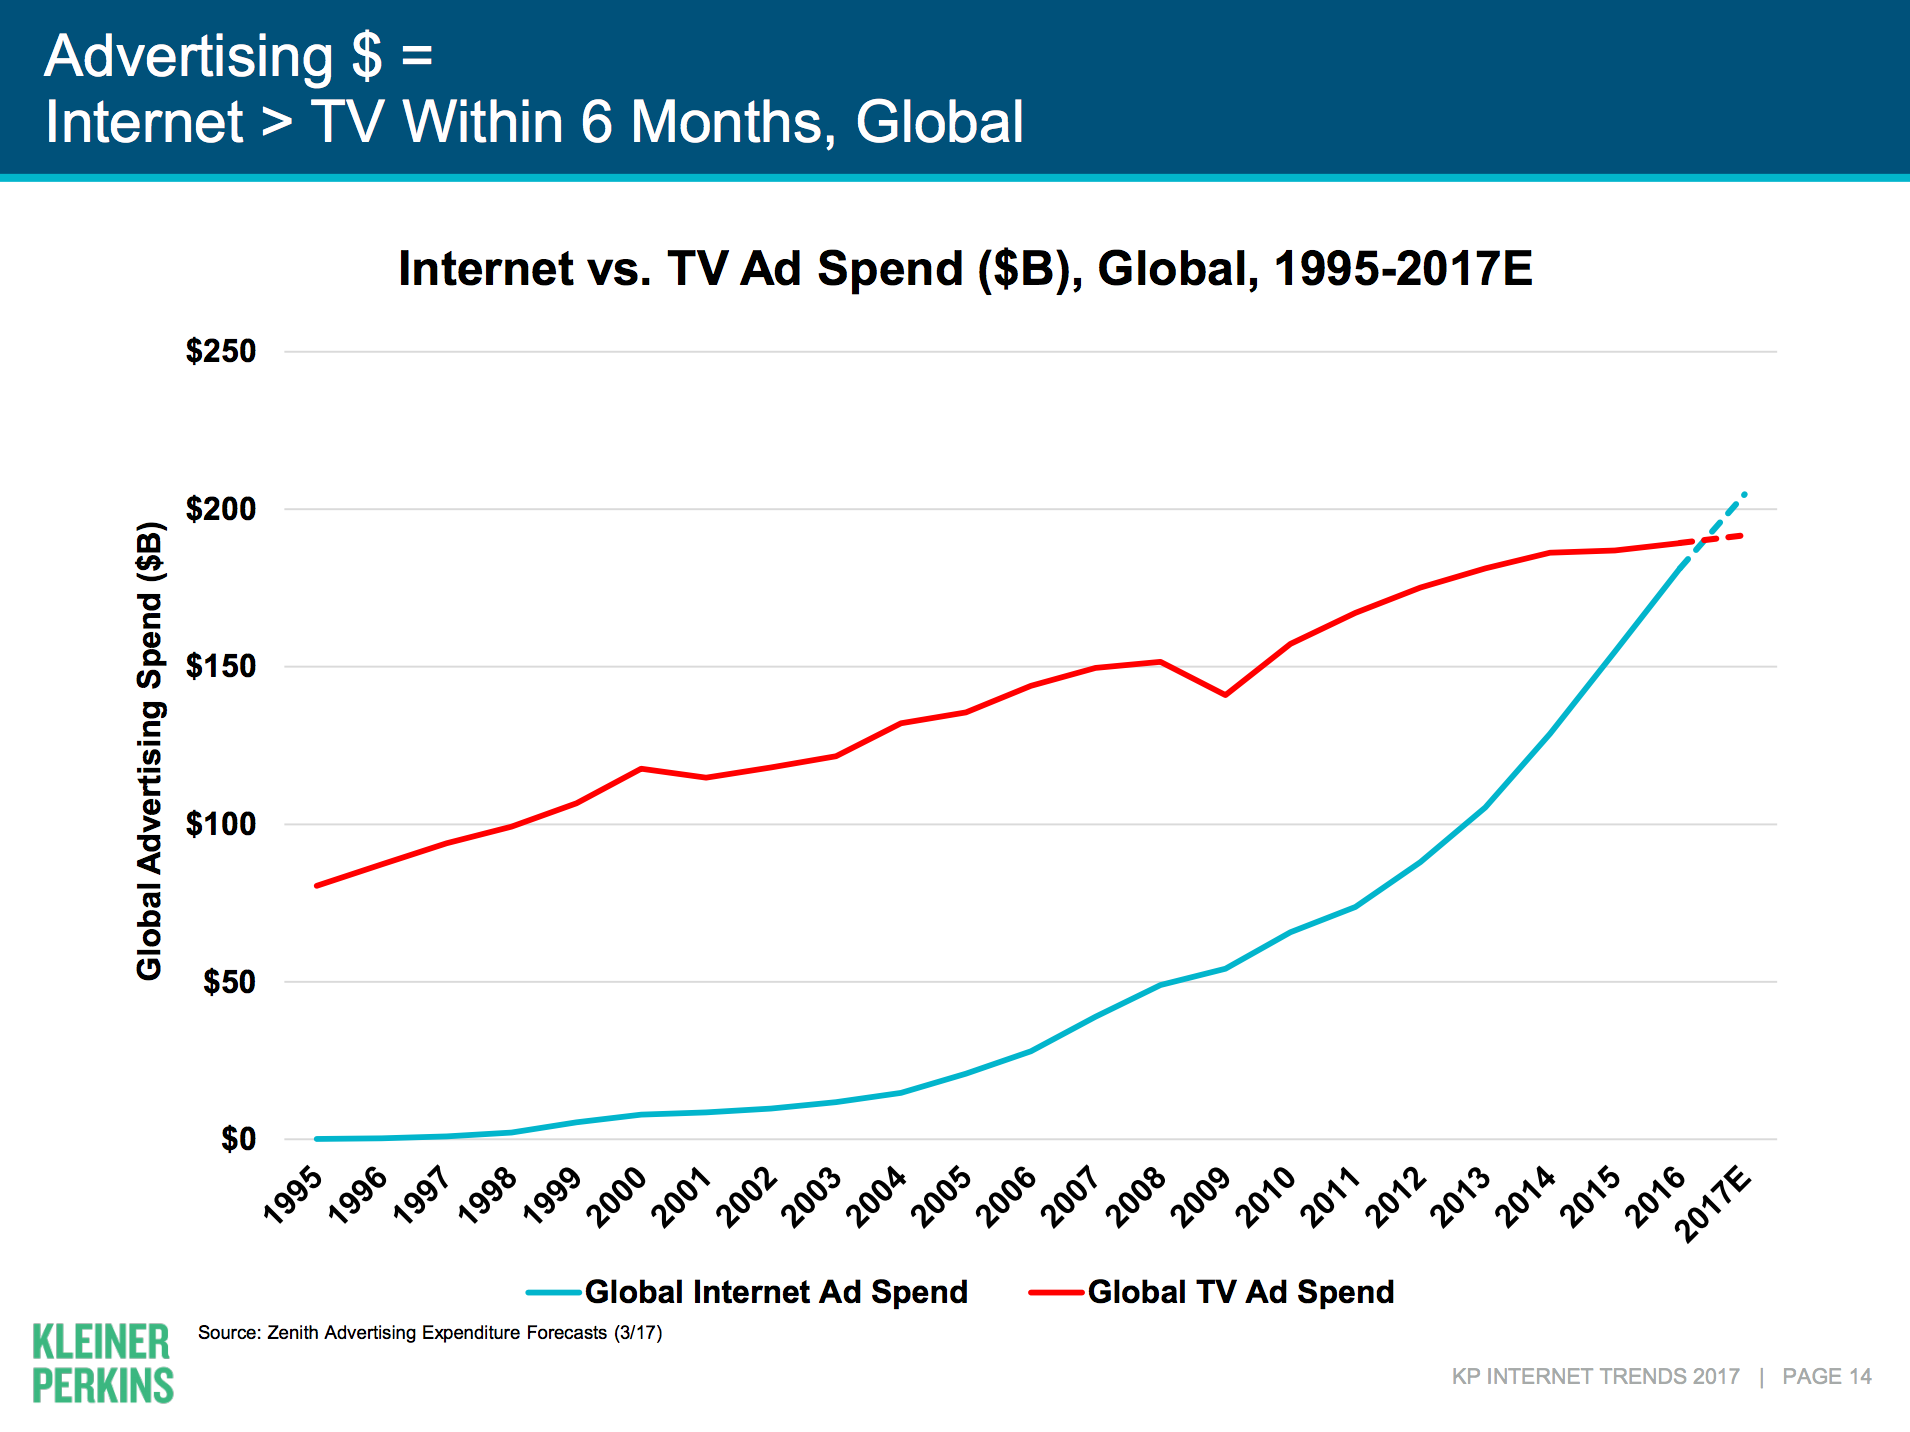 Advertising $ =
Internet > TV Within 6 Months, Global
Internet vs. TV Ad Spend ($B), Global, 1995-2017E
Global Advertising Spend ($B)
$250
$200
$150
$100
$50
$0
1995 1996 1997 1998 1999 2000 2001 2002 2003 2004 2005 2006 2007 2008 2009 2010 2011 2012 2013 2014 2015 2016 2017E
Global Internet Ad Spend Global TV Ad Spend
Source: Zenith Advertising Expenditure Forecasts (3/17)
KLEINER
PERKINS
KP INTERNET TRENDS 2017 | PAGE 14